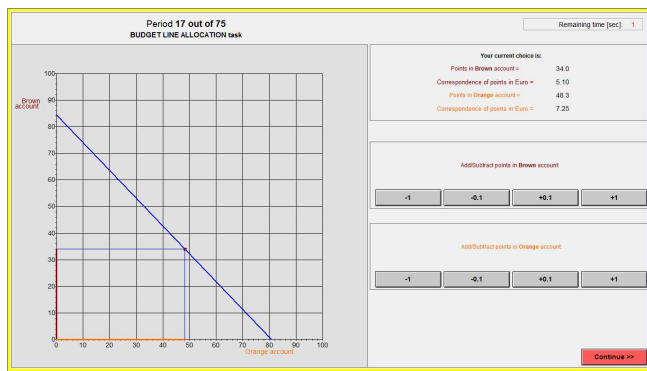 Period 17 out of 75
BUDGET LINE ALLOCATION task
Remaining time [sec]: 1
Brown
account
100
90
80
70
60
50
40
30
20
10
0
0 10 20 30 40 50 60 70 80 90 100
Orange account
Your current choice is:
Points in Brown account = 34.0
Correspondence of points in Euro = 5.10
Points in Orange account = 48.3
Correspondence of points in Euro = 7.25
Add/Subtract points in Brown account
-1 -0.1 +0.1 +1
Add/Subtract points in Orange account
-1 -0.1 +0.1 +1
Continue >>